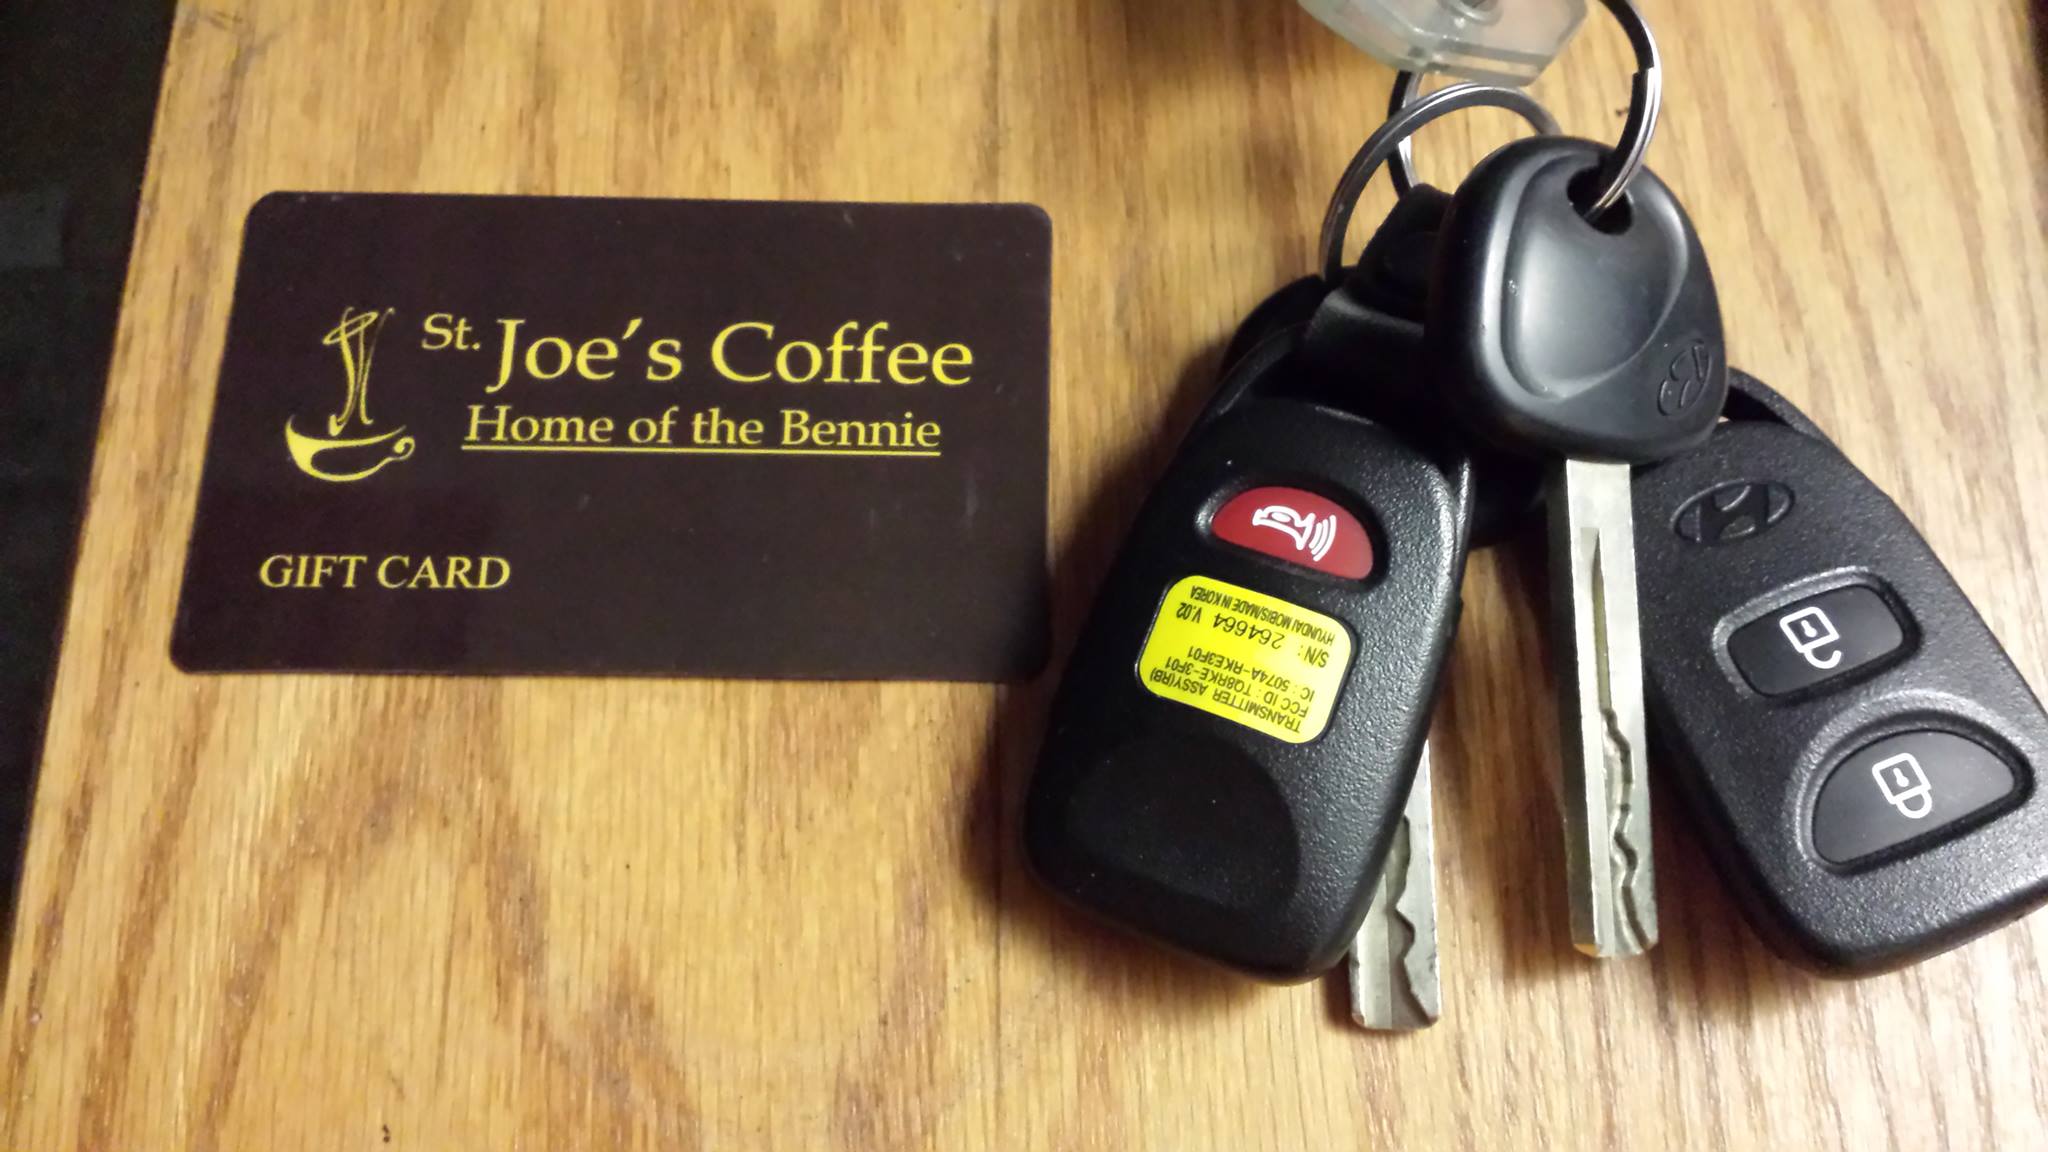 St. Joe's Coffee
Home of the Bennie
GIFT CARD
TRANSMITTER ASSY(RB)
FCC ID : TQ8RKE-3F01
IC : 5074A-RKE3F01
S/N : 264664 V.02
HYUNDAI MOBIS/MADE IN KOREA